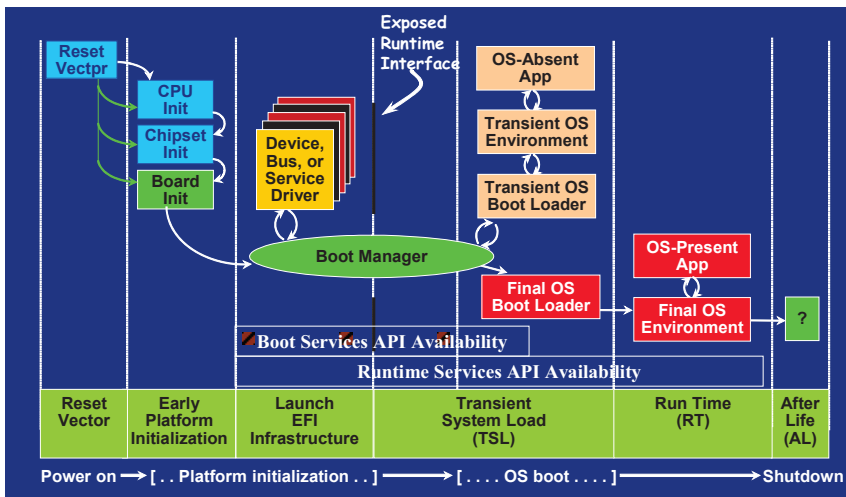 Exposed
Runtime
Interface
Reset
Vectpr
CPU
Init
Chipset
Init
Board
Init
Device,
Bus, or
Service
Driver
OS-Absent
App
Transient OS
Environment
Transient OS
Boot Loader
Boot Manager
OS-Present
App
Final OS
Boot Loader
Final OS
Environment
?
Boot Services API Availability
Runtime Services API Availability
Reset
Vector
Early
Platform
Initialization
Launch
EFI
Infrastructure
Transient
System Load
(TSL)
Run Time
(RT)
After
Life
(AL)
Power on
[ . . Platform initialization . . ]
[ . . . . OS boot . . . . ]
Shutdown